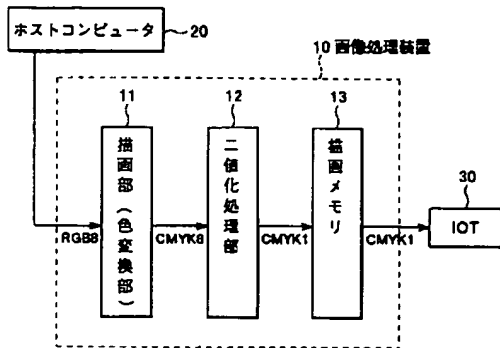 ホストコンピュータ
20
10 画像処理装置
11
12
13
描画部(色変換部)
二値化処理部
描画メモリ
30
IOT
RGB8
CMYK8
CMYK1
CMYK1